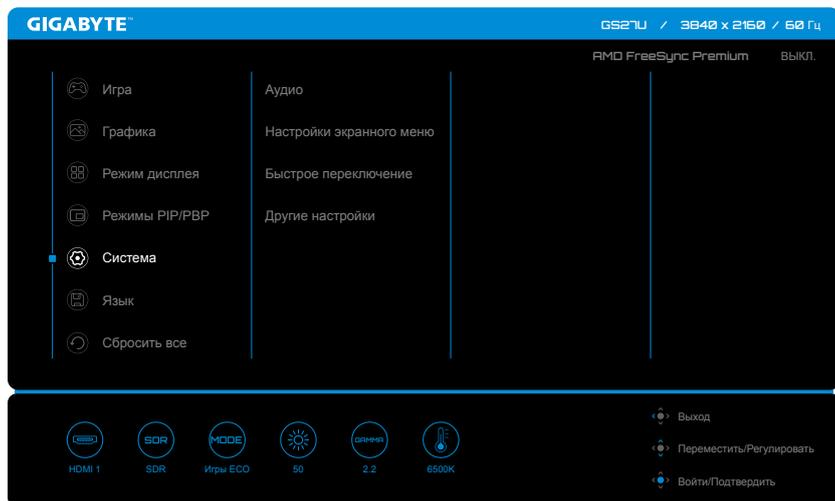 GIGABYTE™
GS27U / 3840 x 2160 / 60 Гц
AMD FreeSync Premium ВЫКЛ.
Игра Аудио
Графика Настройки экранного меню
Режим дисплея Быстрое переключение
Режимы PIP/PBP Другие настройки
Система
Язык
Сбросить все
SDR MODE GAMMA
HDMI 1 SDR Игры ECO 50 2.2 6500K
Выход
Переместить/Регулировать
Войти/Подтвердить